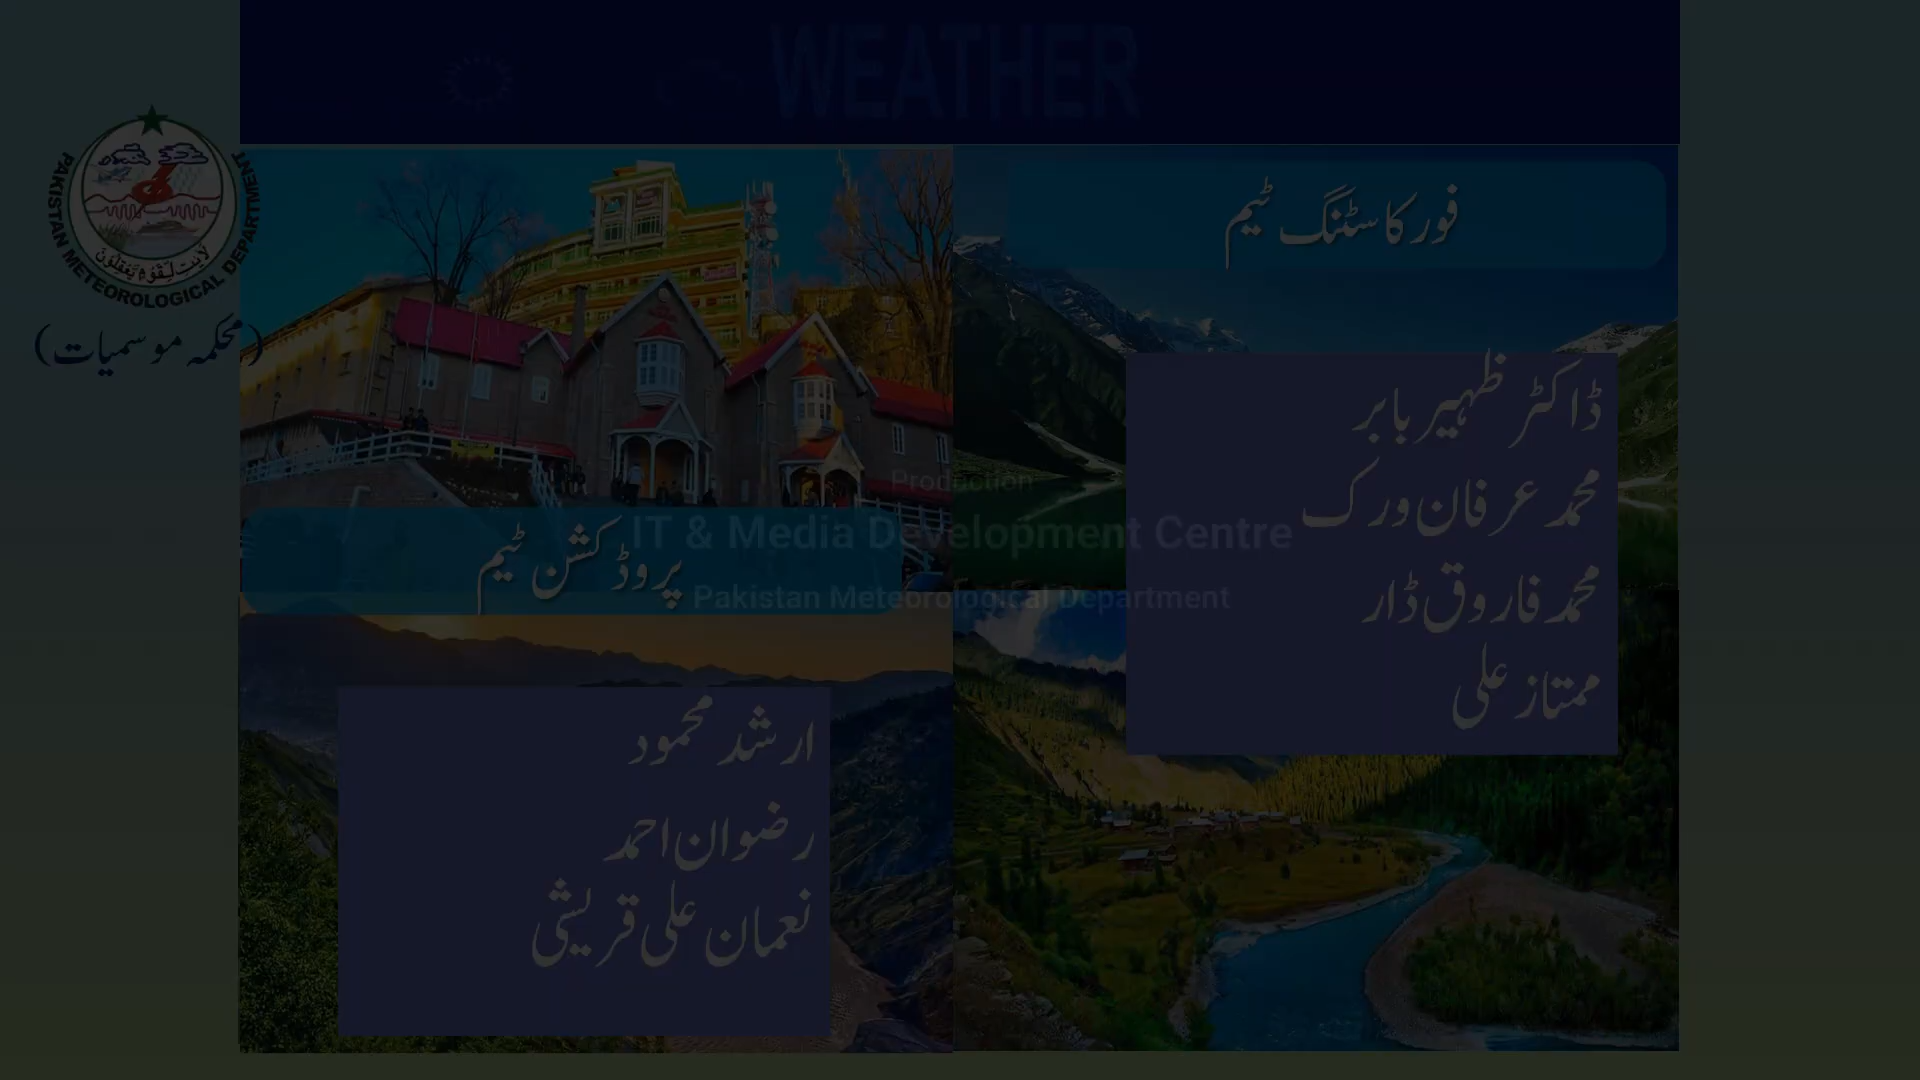 WEATHER
PAKISTAN METEOROLOGICAL DEPARTMENT
لِاٰیٰتٍ لِّقَوْمٍ یَّعْقِلُوْنَ
(محکمہ موسمیات)
فورکاسٹنگ ٹیم
ڈاکٹر ظہیر بابر
محمد عرفان ورک
محمد فاروق ڈار
ممتاز علی
Production
IT & Media Development Centre
Pakistan Meteorological Department
پروڈکشن ٹیم
ارشد محمود
رضوان احمد
نعمان علی قریشی